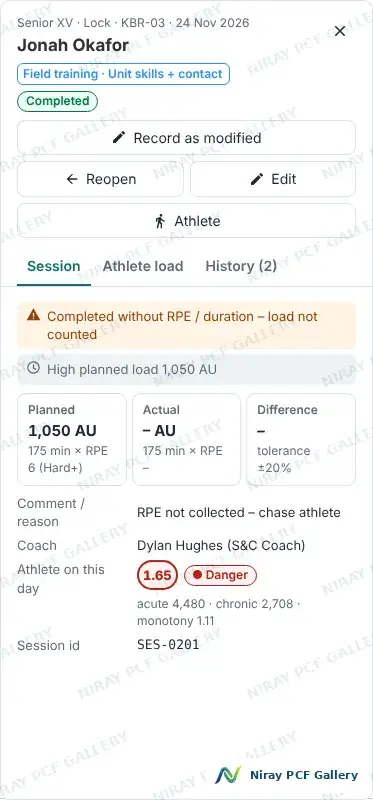 Senior XV · Lock · KBR-03 · 24 Nov 2026
Jonah Okafor
Field training · Unit skills + contact
Completed
Record as modified
Reopen
Edit
Athlete
Session
Athlete load
History (2)
Completed without RPE / duration – load not
counted
High planned load 1,050 AU
Planned
1,050 AU
175 min × RPE
6 (Hard+)
Actual
– AU
175 min × RPE
–
Difference
–
tolerance
±20%
Comment /
reason
RPE not collected – chase athlete
Coach
Dylan Hughes (S&C Coach)
Athlete on this
day
1.65
Danger
acute 4,480 · chronic 2,708 ·
monotony 1.11
Session id
SES-0201
Niray PCF Gallery
NIRAY PCF GALLERY